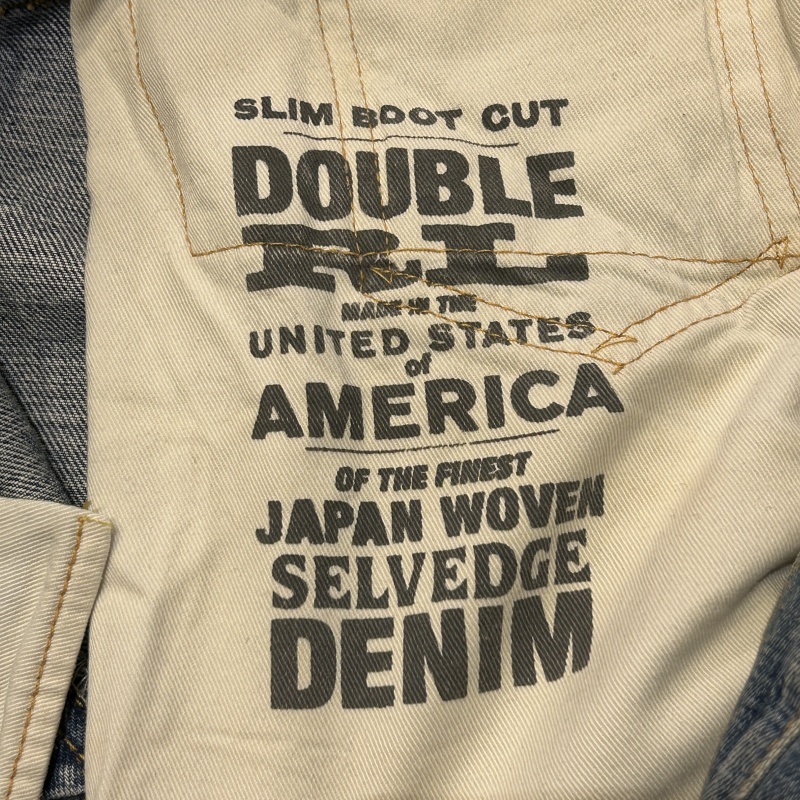 SLIM BOOT CUT
DOUBLE
RL
MADE IN THE
UNITED STATES
of
AMERICA
OF THE FINEST
JAPAN WOVEN
SELVEDGE
DENIM